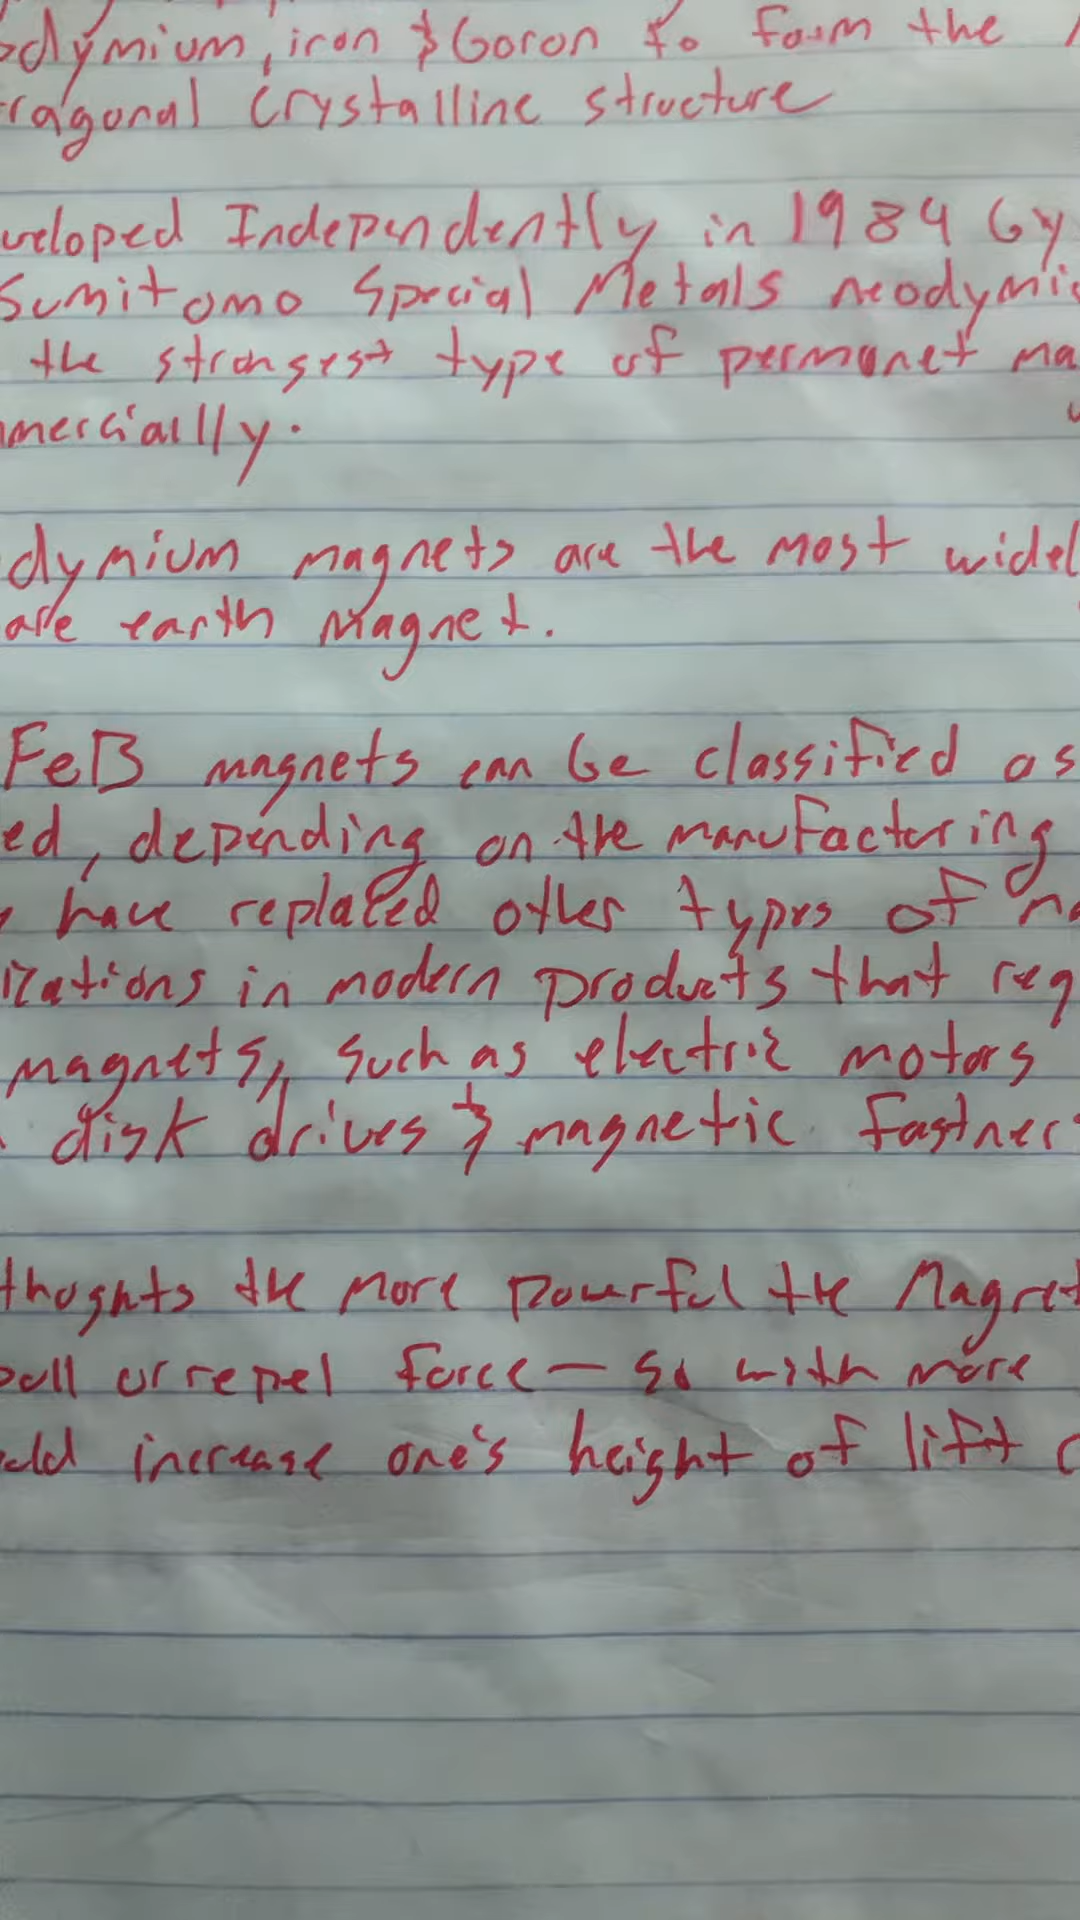 odymium, iron & boron to form the
ragonal crystalline structure
veloped Independently in 1984 by
Sumitomo Special Metals neodymi
the strongest type of permanet ma
mercially.
dymium magnets are the most widel
are earth magnet.
FeB magnets can be classified as
ed, depending on the manufactering
have replaced other types of
izations in modern products that req
magnets, such as electric motors
disk drives & magnetic fastner
thoghts the more powerful the Magnet
pull or repel force - so with more
uld increase one's height of lift